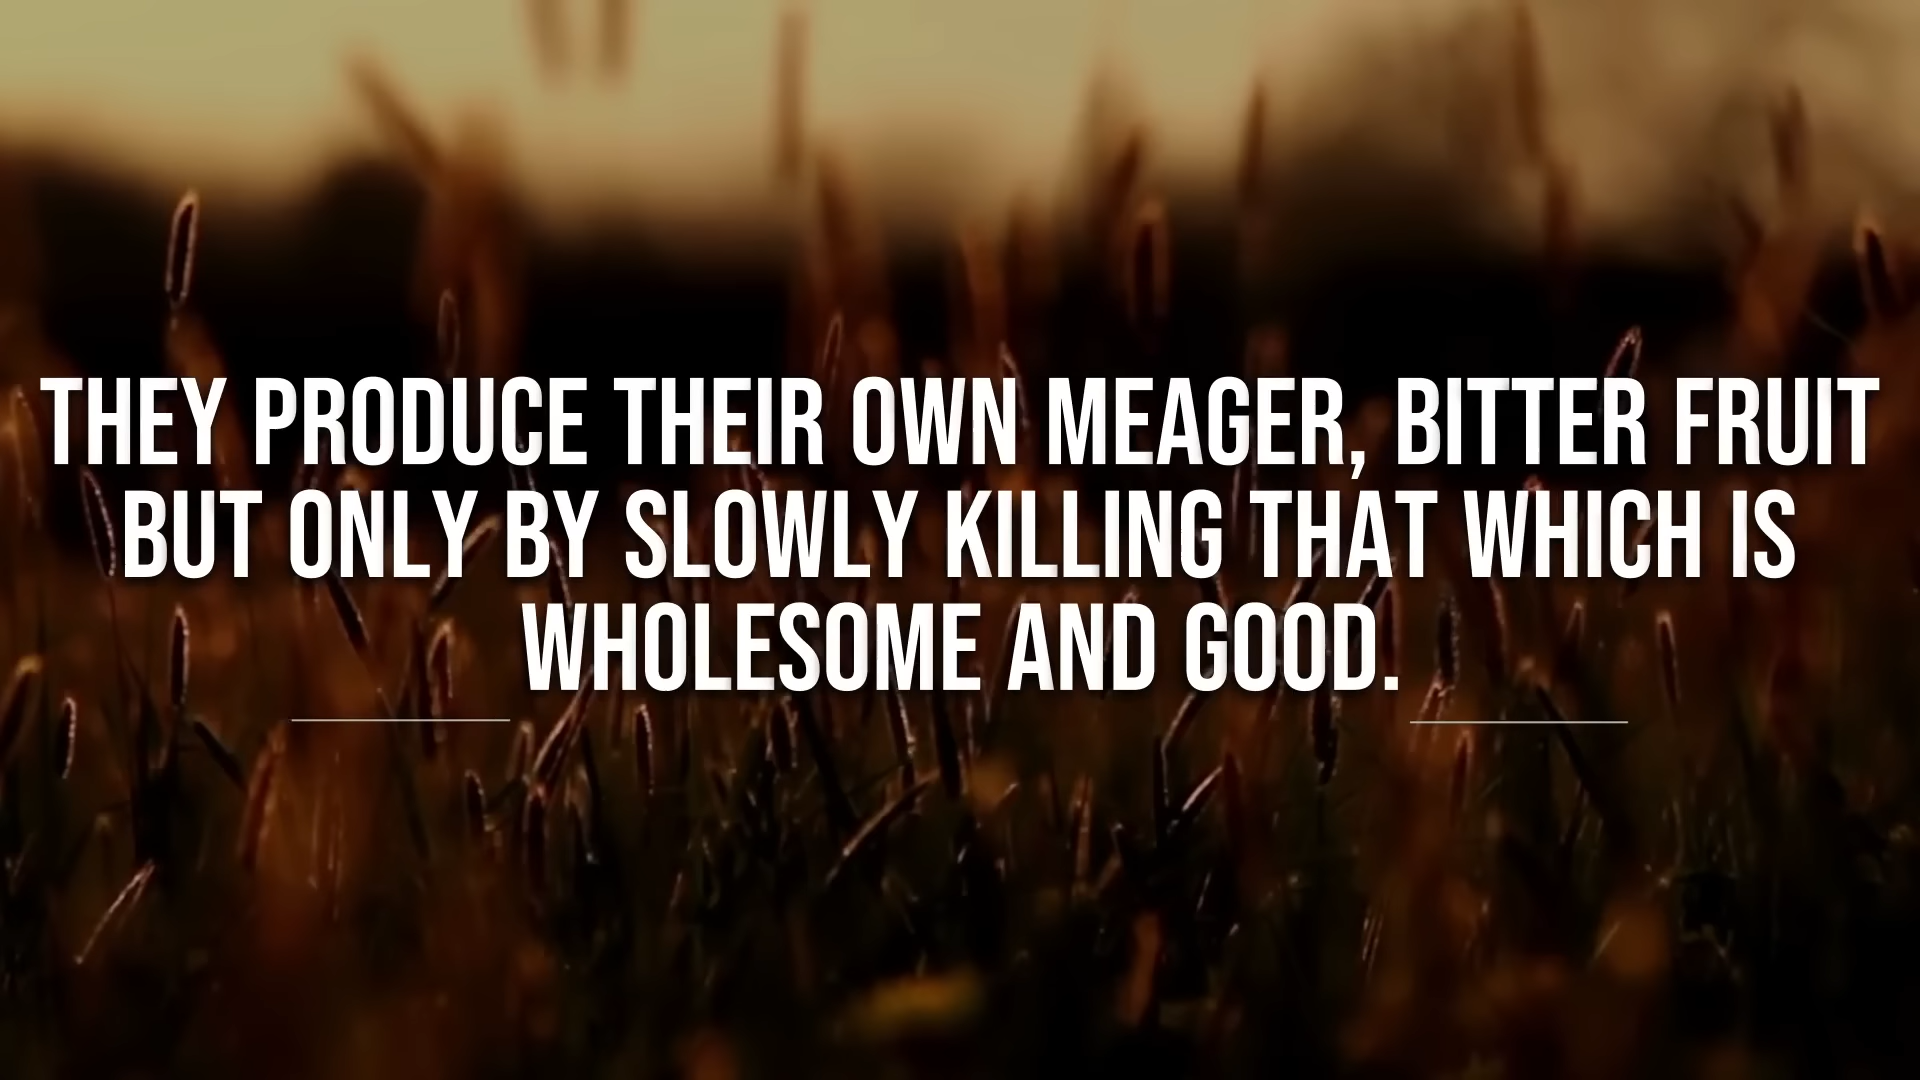 THEY PRODUCE THEIR OWN MEAGER, BITTER FRUIT
BUT ONLY BY SLOWLY KILLING THAT WHICH IS
WHOLESOME AND GOOD.